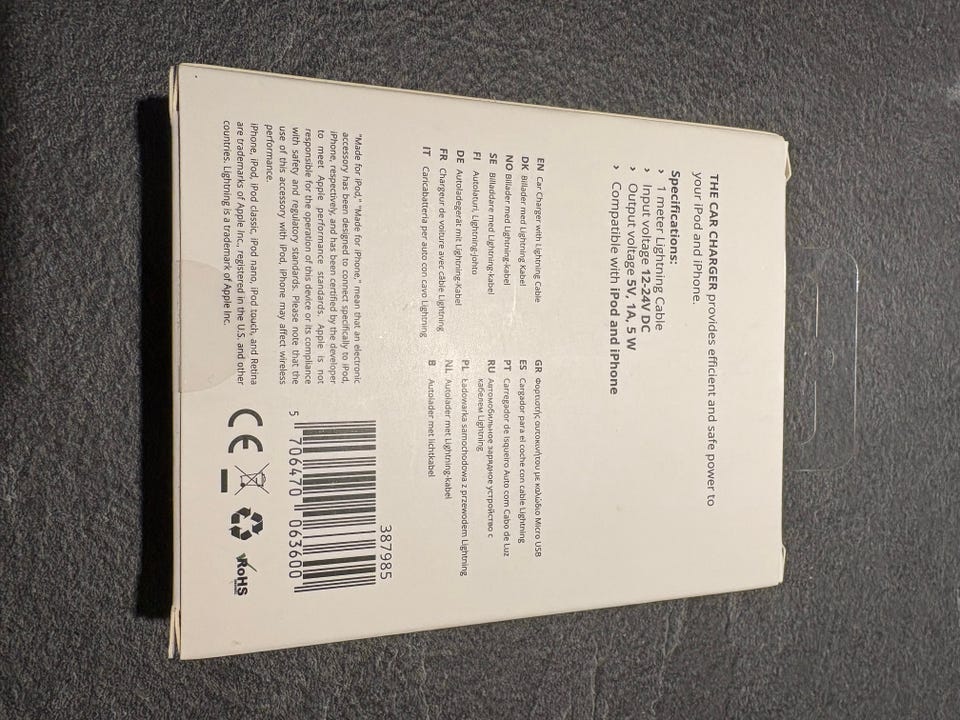 THE CAR CHARGER provides efficient and safe power to
your iPod and iPhone.
Specifications:
› 1 meter Lightning Cable
› Input voltage 12-24V DC
› Output voltage 5V, 1A, 5 W
› Compatible with iPod and iPhone
EN Car Charger with Lightning Cable
DK Billader med Lightning Kabel
NO Billader med Lightning-kabel
SE Billaddare med Lightning-kabel
FI Autolaturi, Lightning-johto
DE Autoladegerät mit Lightning-Kabel
FR Chargeur de voiture avec câble Lightning
IT Caricabatteria per auto con cavo Lightning
GR Φορτιστής αυτοκινήτου με καλώδιο Micro USB
ES Cargador para el coche con cable Lightning
PT Carregador de Isqueiro Auto com Cabo de Luz
RU Автомобильное зарядное устройство с
кабелем Lightning
PL Ładowarka samochodowa z przewodem Lightning
NL Autolader met Lightning-kabel
B Autolader met lichtkabel
"Made for iPod," "Made for iPhone," mean that an electronic
accessory has been designed to connect specifically to iPod,
iPhone, respectively, and has been certified by the developer
to meet Apple performance standards. Apple is not
responsible for the operation of this device or its compliance
with safety and regulatory standards. Please note that the
use of this accessory with iPod, iPhone may affect wireless
performance.
iPhone, iPod, iPod classic, iPod nano, iPod touch, and Retina
are trademarks of Apple Inc., registered in the U.S. and other
countries. Lightning is a trademark of Apple Inc.
387985
5 706470 063600
CE
RoHS